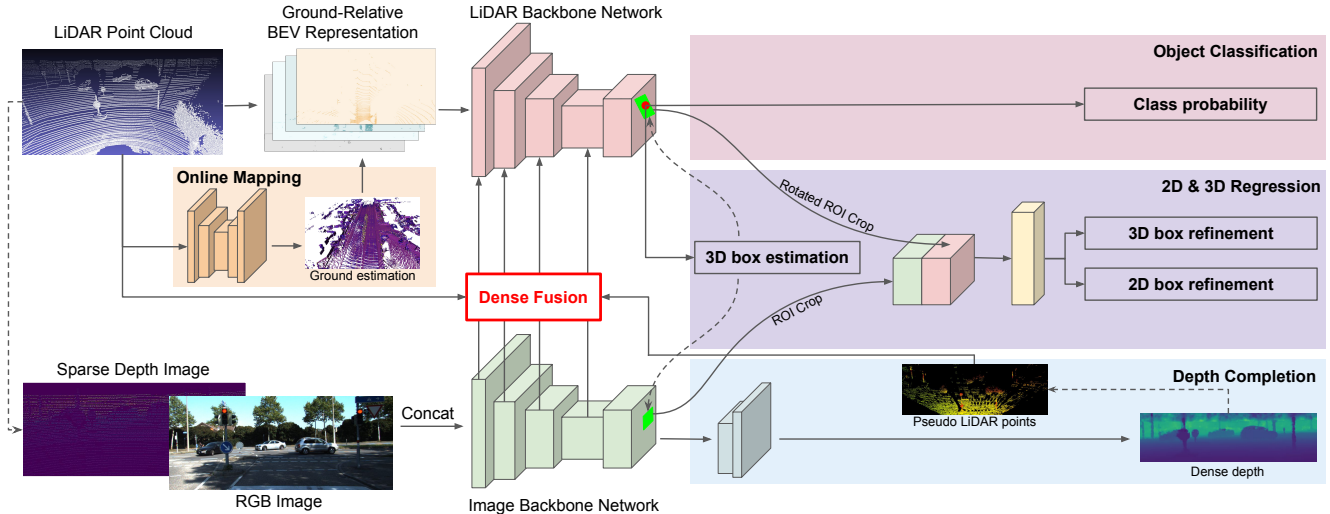 LiDAR Point Cloud
Ground-Relative
BEV Representation
LiDAR Backbone Network
Object Classification
Class probability
Online Mapping
Ground estimation
Rotated ROI Crop
2D & 3D Regression
3D box refinement
3D box estimation
2D box refinement
Dense Fusion
ROI Crop
Sparse Depth Image
Depth Completion
Concat
Pseudo LiDAR points
Dense depth
RGB Image
Image Backbone Network